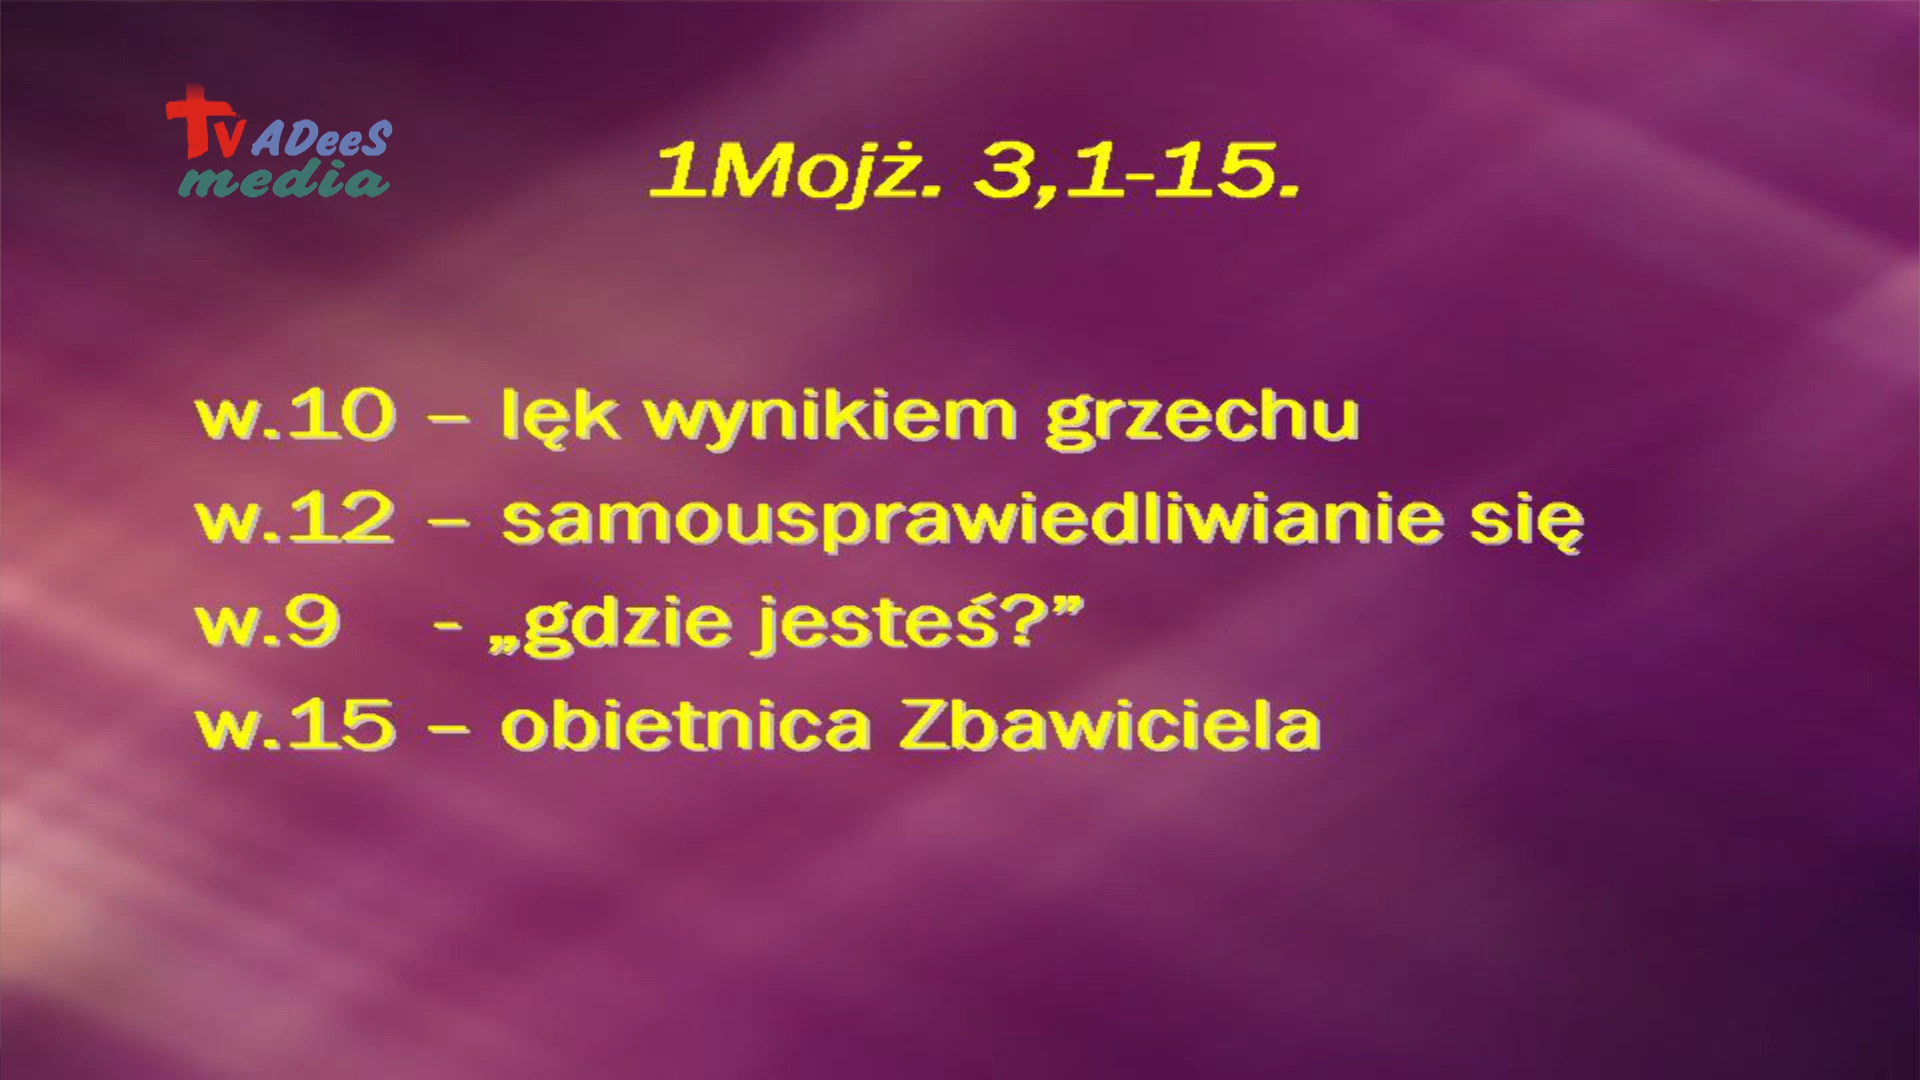 TV ADeeS
media
1Mojż. 3,1-15.
w.10 – lęk wynikiem grzechu
w.12 – samousprawiedliwianie się
w.9 - „gdzie jesteś?”
w.15 – obietnica Zbawiciela